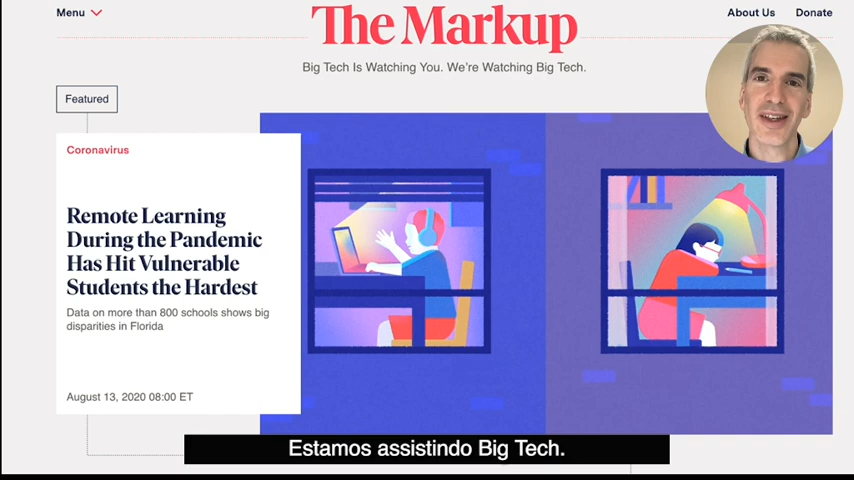 Menu
The Markup
About Us
Donate
Big Tech Is Watching You. We're Watching Big Tech.
Featured
Coronavirus
Remote Learning
During the Pandemic
Has Hit Vulnerable
Students the Hardest
Data on more than 800 schools shows big
disparities in Florida
August 13, 2020 08:00 ET
Estamos assistindo Big Tech.